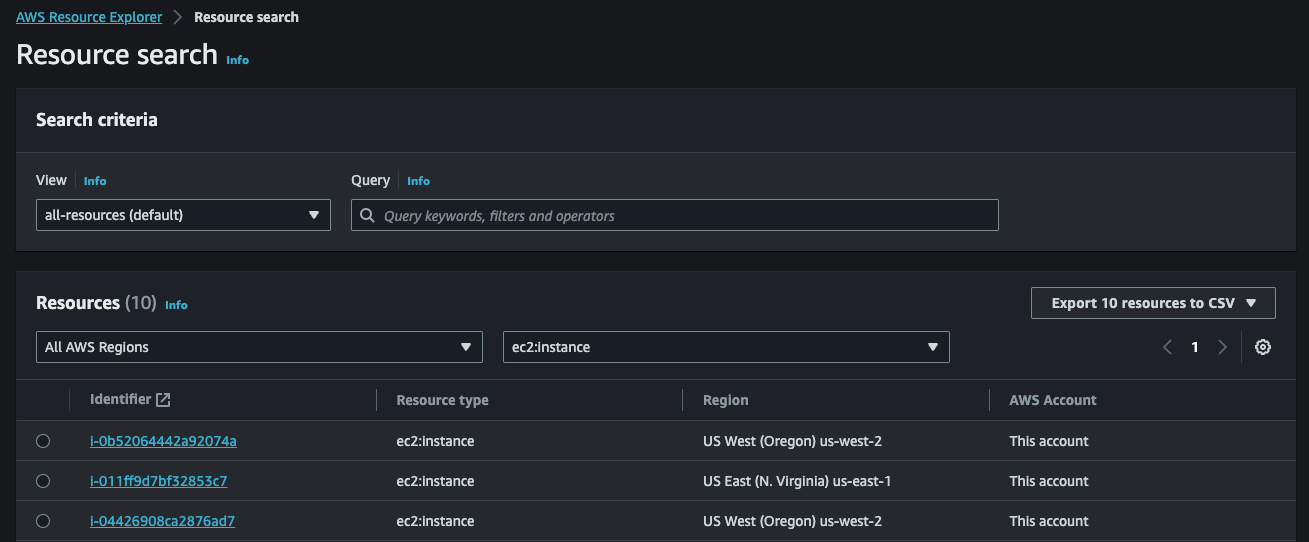 AWS Resource Explorer > Resource search
Resource search Info
Search criteria
View Info Query Info
all-resources (default) Query keywords, filters and operators
Resources (10) Info Export 10 resources to CSV
All AWS Regions ec2:instance 1
Identifier Resource type Region AWS Account
i-0b52064442a92074a ec2:instance US West (Oregon) us-west-2 This account
i-011ff9d7bf32853c7 ec2:instance US East (N. Virginia) us-east-1 This account
i-04426908ca2876ad7 ec2:instance US West (Oregon) us-west-2 This account